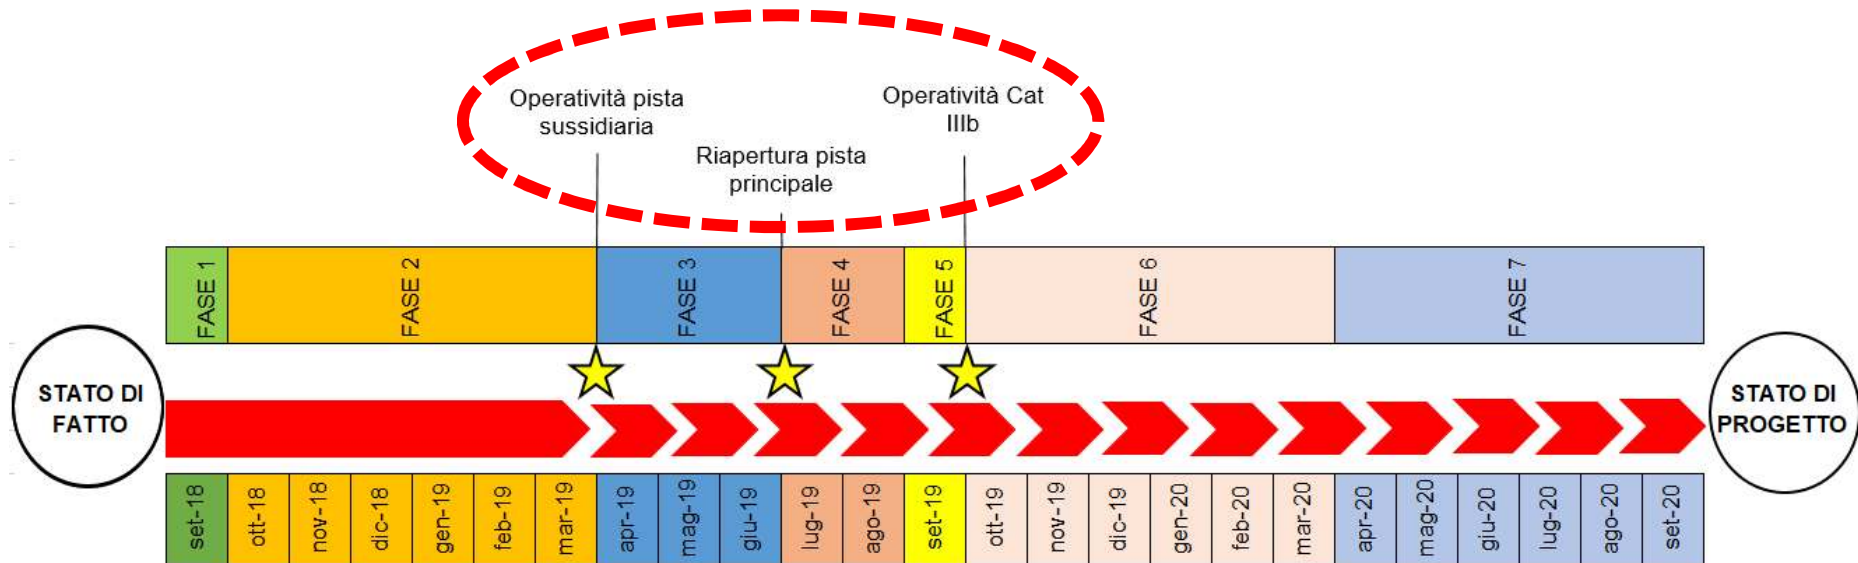 Operatività pista
sussidiaria
Riapertura pista
principale
Operatività Cat
IIIb
FASE 1
FASE 2
FASE 3
FASE 4
FASE 5
FASE 6
FASE 7
STATO DI
FATTO
STATO DI
PROGETTO
set-18
ott-18
nov-18
dic-18
gen-19
feb-19
mar-19
apr-19
mag-19
giu-19
lug-19
ago-19
set-19
ott-19
nov-19
dic-19
gen-20
feb-20
mar-20
apr-20
mag-20
giu-20
lug-20
ago-20
set-20